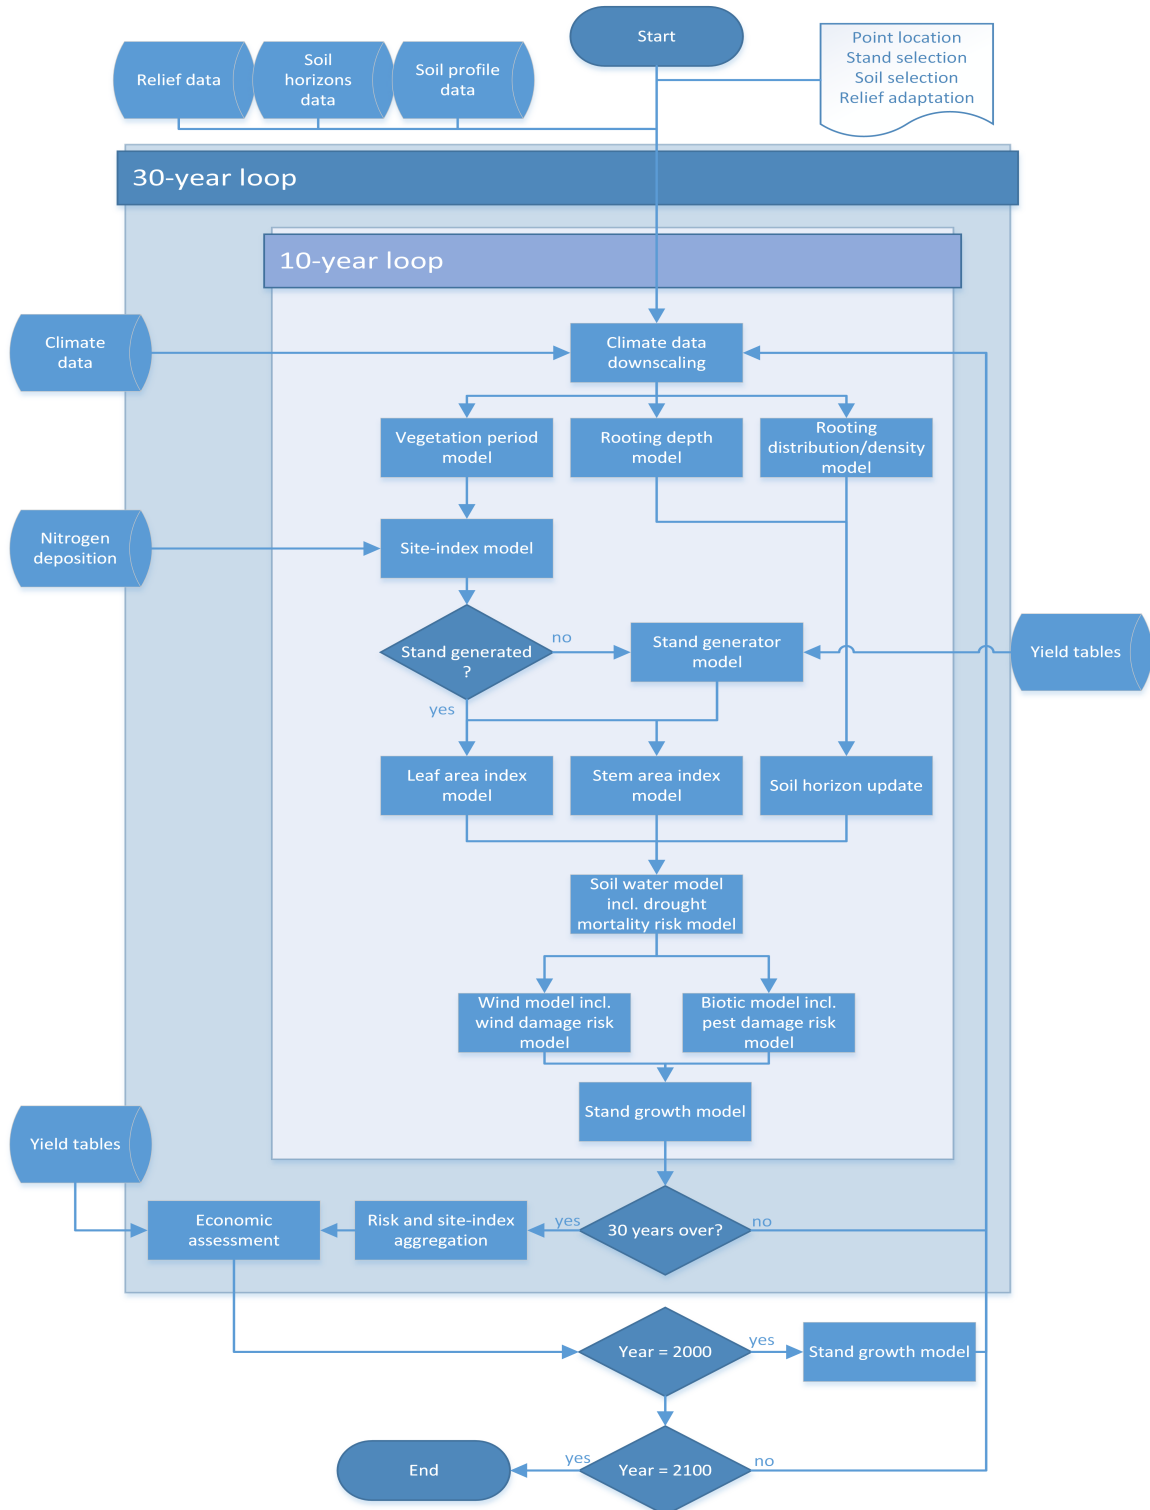 Start
Point location
Stand selection
Soil selection
Relief adaptation
Relief data
Soil
horizons
data
Soil profile
data
30-year loop
10-year loop
Climate
data
Climate data
downscaling
Vegetation period
model
Rooting depth
model
Rooting
distribution/density
model
Nitrogen
deposition
Site-index model
Stand generated
?
no
yes
Stand generator
model
Yield tables
Leaf area index
model
Stem area index
model
Soil horizon update
Soil water model
incl. drought
mortality risk model
Wind model incl.
wind damage risk
model
Biotic model incl.
pest damage risk
model
Stand growth model
Yield tables
Economic
assessment
Risk and site-index
aggregation
yes
30 years over?
no
Year = 2000
yes
Stand growth model
End
yes
Year = 2100
no